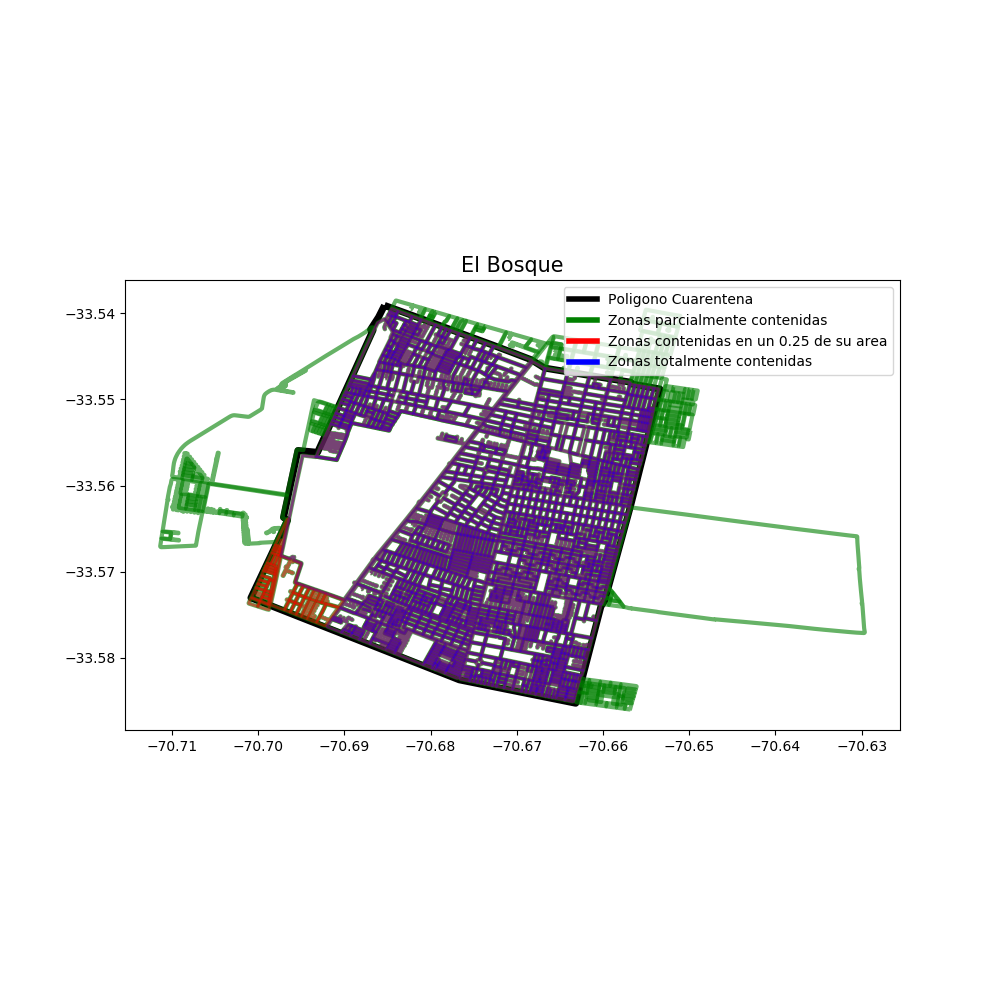 El Bosque
Poligono Cuarentena
Zonas parcialmente contenidas
Zonas contenidas en un 0.25 de su area
Zonas totalmente contenidas
−33.54
−33.55
−33.56
−33.57
−33.58
−70.71 −70.70 −70.69 −70.68 −70.67 −70.66 −70.65 −70.64 −70.63